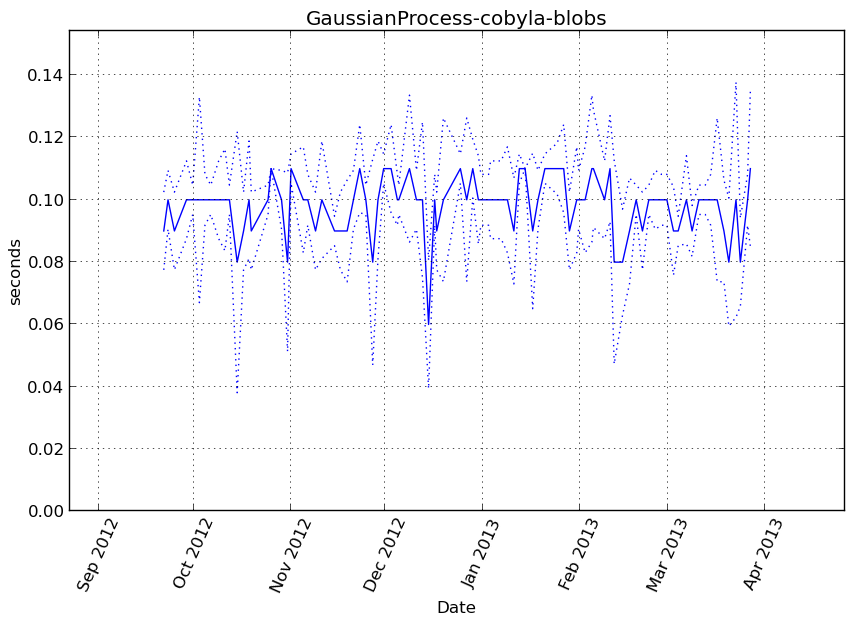 GaussianProcess-cobyla-blobs
0.14
0.12
0.10
0.08
0.06
0.04
0.02
0.00
seconds
Sep 2012
Oct 2012
Nov 2012
Dec 2012
Jan 2013
Feb 2013
Mar 2013
Apr 2013
Date